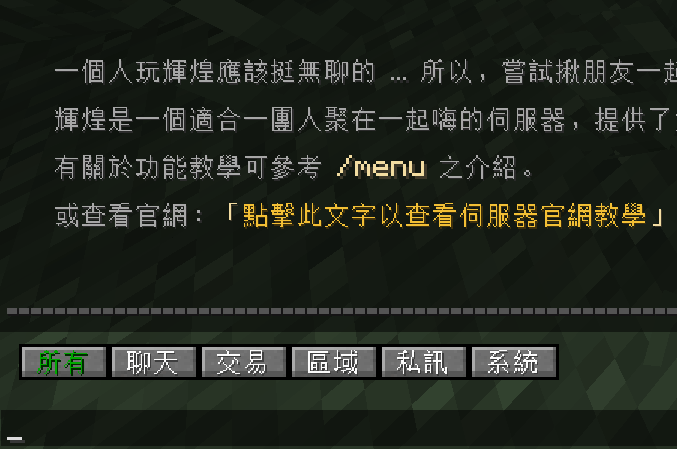 一個人玩輝煌應該挺無聊的 ... 所以，嘗試揪朋友一起
輝煌是一個適合一團人聚在一起嗨的伺服器，提供了
有關於功能教學可參考 /menu 之介紹。
或查看官網：「點擊此文字以查看伺服器官網教學」
所有 聊天 交易 區域 私訊 系統